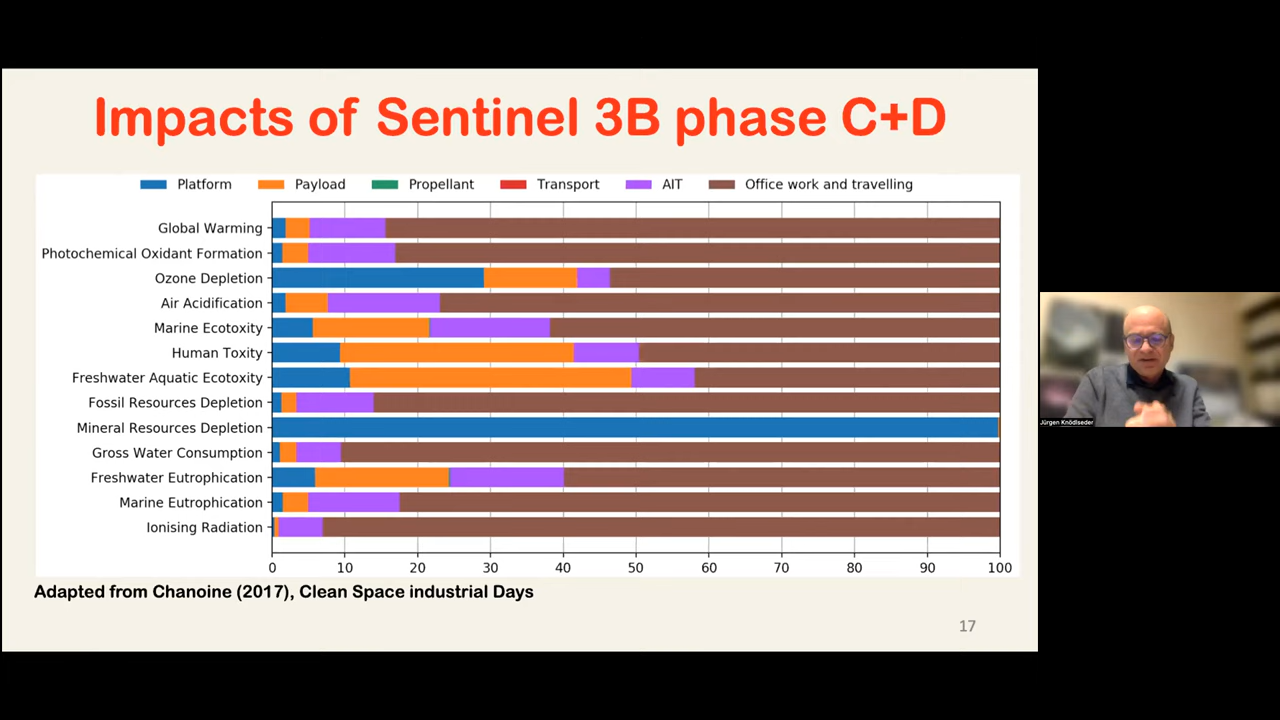 Impacts of Sentinel 3B phase C+D
Platform Payload Propellant Transport AIT Office work and travelling
Global Warming
Photochemical Oxidant Formation
Ozone Depletion
Air Acidification
Marine Ecotoxity
Human Toxity
Freshwater Aquatic Ecotoxity
Fossil Resources Depletion
Mineral Resources Depletion
Gross Water Consumption
Freshwater Eutrophication
Marine Eutrophication
Ionising Radiation
0 10 20 30 40 50 60 70 80 90 100
Adapted from Chanoine (2017), Clean Space industrial Days
17
Jürgen Knödlseder